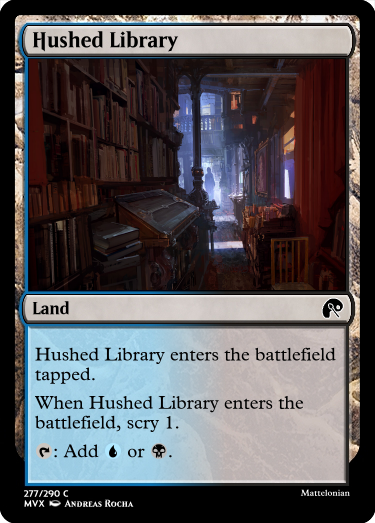 Hushed Library
Land
Hushed Library enters the battlefield
tapped.
When Hushed Library enters the
battlefield, scry 1.
: Add or .
277/290 C
MVX Andreas Rocha
Mattelonian